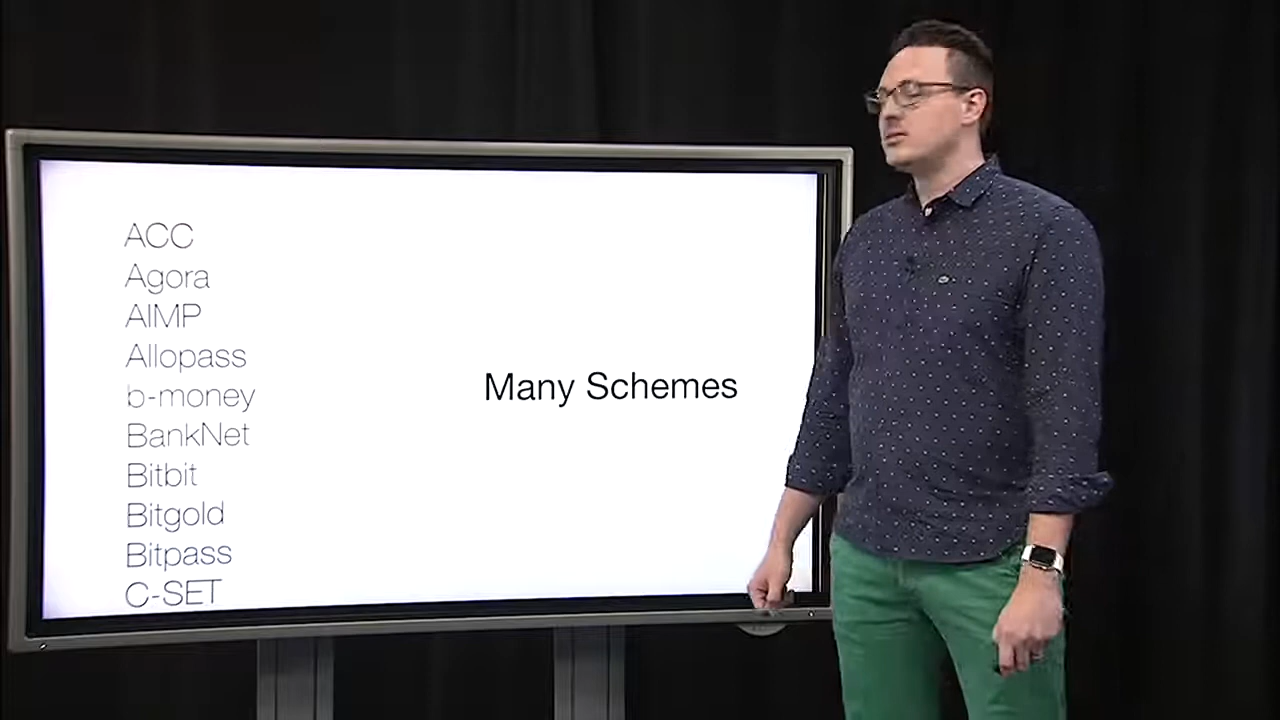 ACC
Agora
AIMP
Allopass
b-money
BankNet
Bitbit
Bitgold
Bitpass
C-SET
Many Schemes